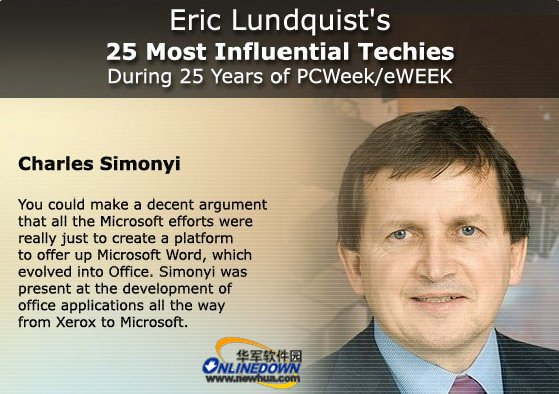 Eric Lundquist's
25 Most Influential Techies
During 25 Years of PCWeek/eWEEK
Charles Simonyi
You could make a decent argument
that all the Microsoft efforts were
really just to create a platform
to offer up Microsoft Word, which
evolved into Office. Simonyi was
present at the development of
office applications all the way
from Xerox to Microsoft.
华军软件园
ONLINEDOWN
www.newhua.com